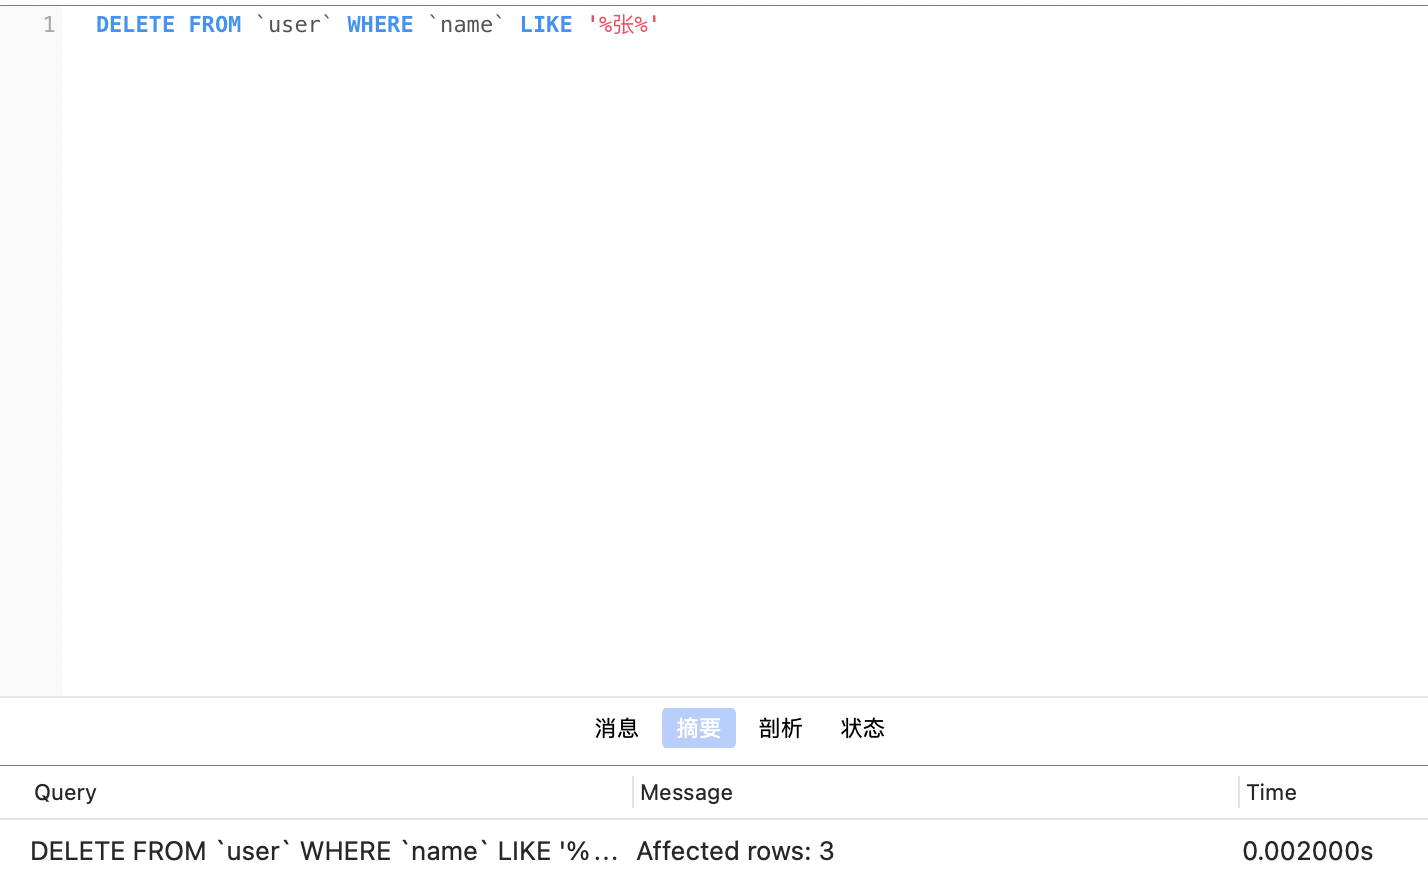 1 DELETE FROM `user` WHERE `name` LIKE '%张%'
消息 摘要 剖析 状态
Query Message Time
DELETE FROM `user` WHERE `name` LIKE '%... Affected rows: 3 0.002000s